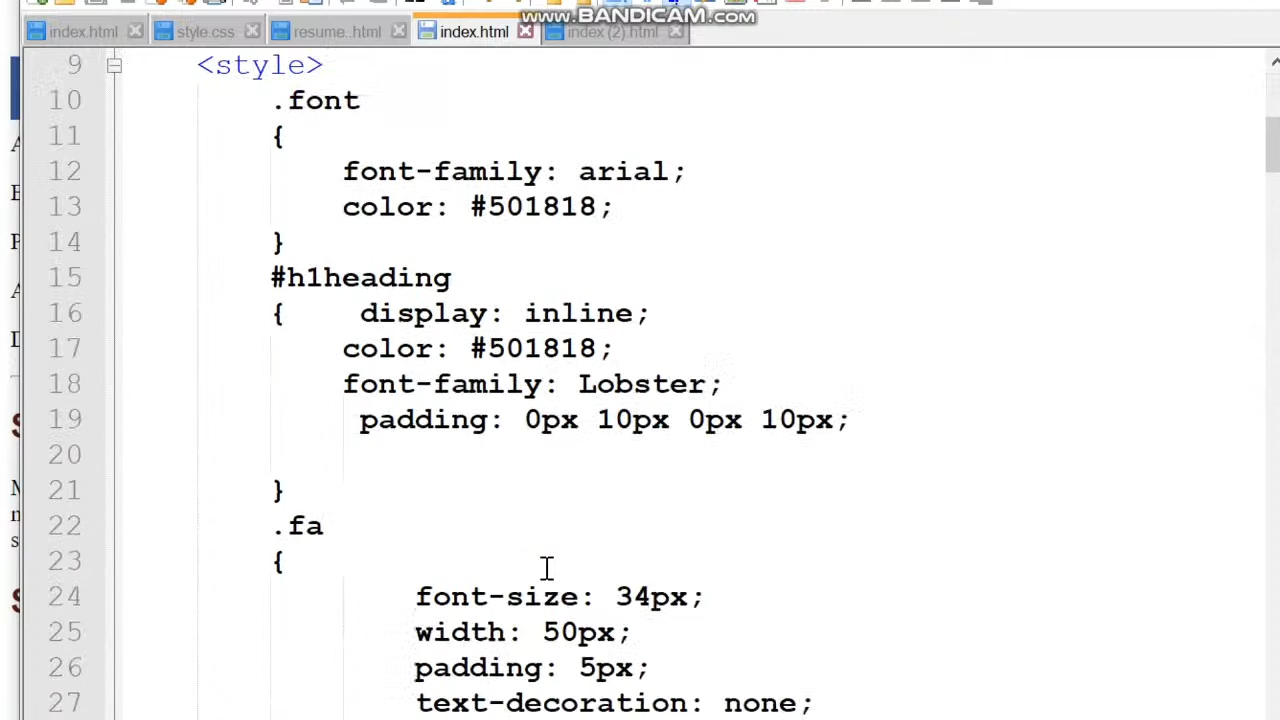 www.BANDICAM.com
index.html style.css resume..html index.html index (2).html
9 <style>
10 .font
11 {
12 font-family: arial;
13 color: #501818;
14 }
15 #h1heading
16 { display: inline;
17 color: #501818;
18 font-family: Lobster;
19 padding: 0px 10px 0px 10px;
20
21 }
22 .fa
23 {
24 font-size: 34px;
25 width: 50px;
26 padding: 5px;
27 text-decoration: none;